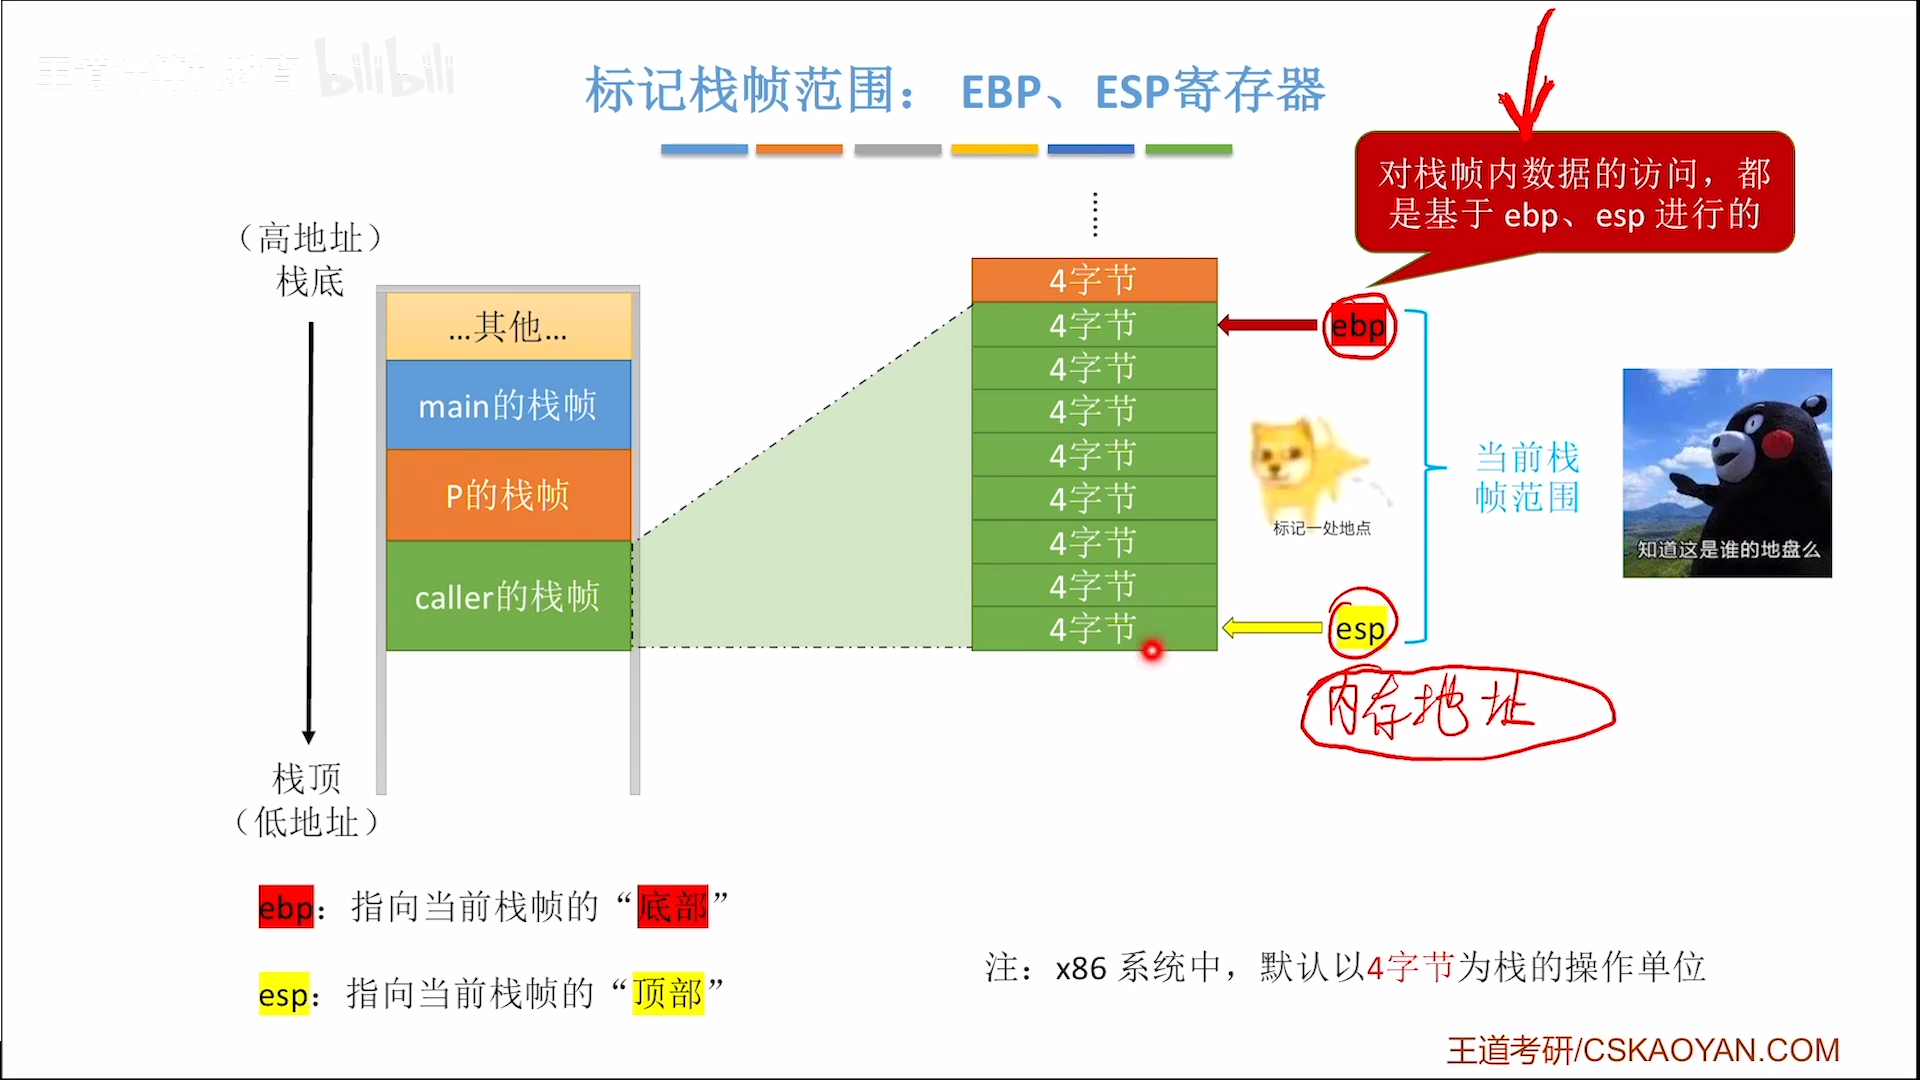 王道计算机教育 bilibili
标记栈帧范围： EBP、ESP寄存器
对栈帧内数据的访问，都
是基于 ebp、esp 进行的
（高地址）
栈底
…其他…
main的栈帧
P的栈帧
caller的栈帧
栈顶
（低地址）
4字节
4字节
4字节
4字节
4字节
4字节
4字节
4字节
4字节
ebp
标记一处地点
esp
当前栈
帧范围
知道这是谁的地盘么
内存地址
ebp：指向当前栈帧的“底部”
esp：指向当前栈帧的“顶部”
注：x86 系统中，默认以4字节为栈的操作单位
王道考研/CSKAOYAN.COM